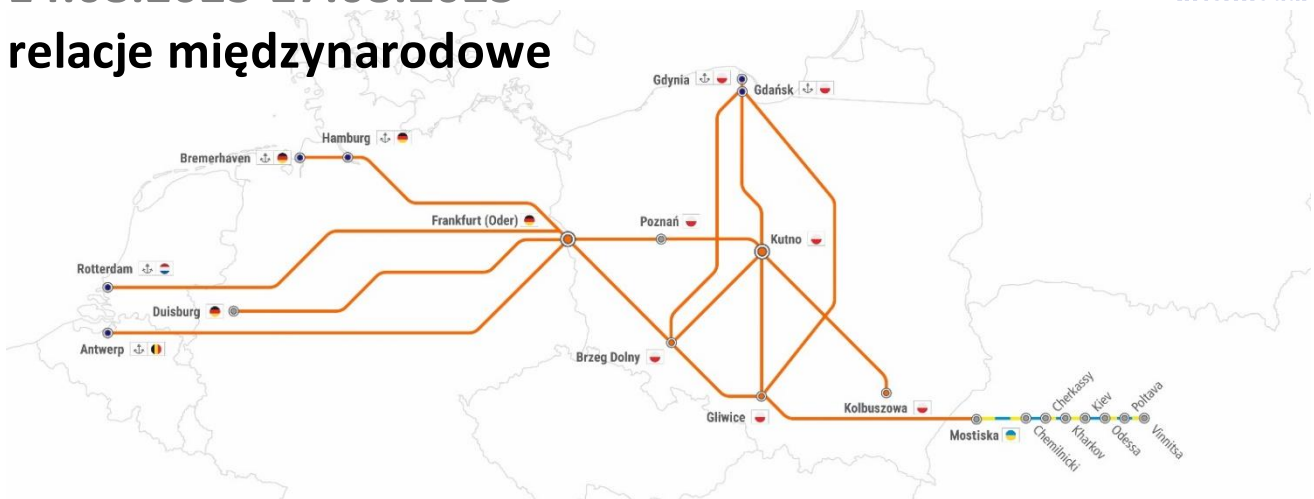 relacje międzynarodowe
Gdynia
Gdańsk
Hamburg
Bremerhaven
Frankfurt (Oder)
Poznań
Kutno
Rotterdam
Duisburg
Antwerp
Brzeg Dolny
Gliwice
Kolbuszowa
Mostiska
Chemilnicki
Cherkassy
Kharkov
Kiev
Odessa
Poltava
Vinnitsa